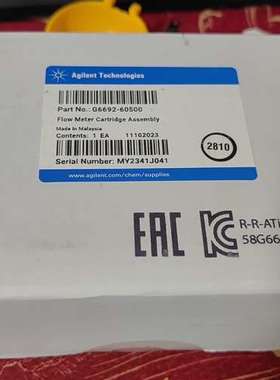 Agilent Technologies
Part No.: G6692-60500
Flow Meter Cartridge Assembly
Made in Malaysia
Contents: 1 EA 11102023
2810
Serial Number: MY2341J041
www.agilent.com/chem/supplies
EAC
R-R-ATi
58G66